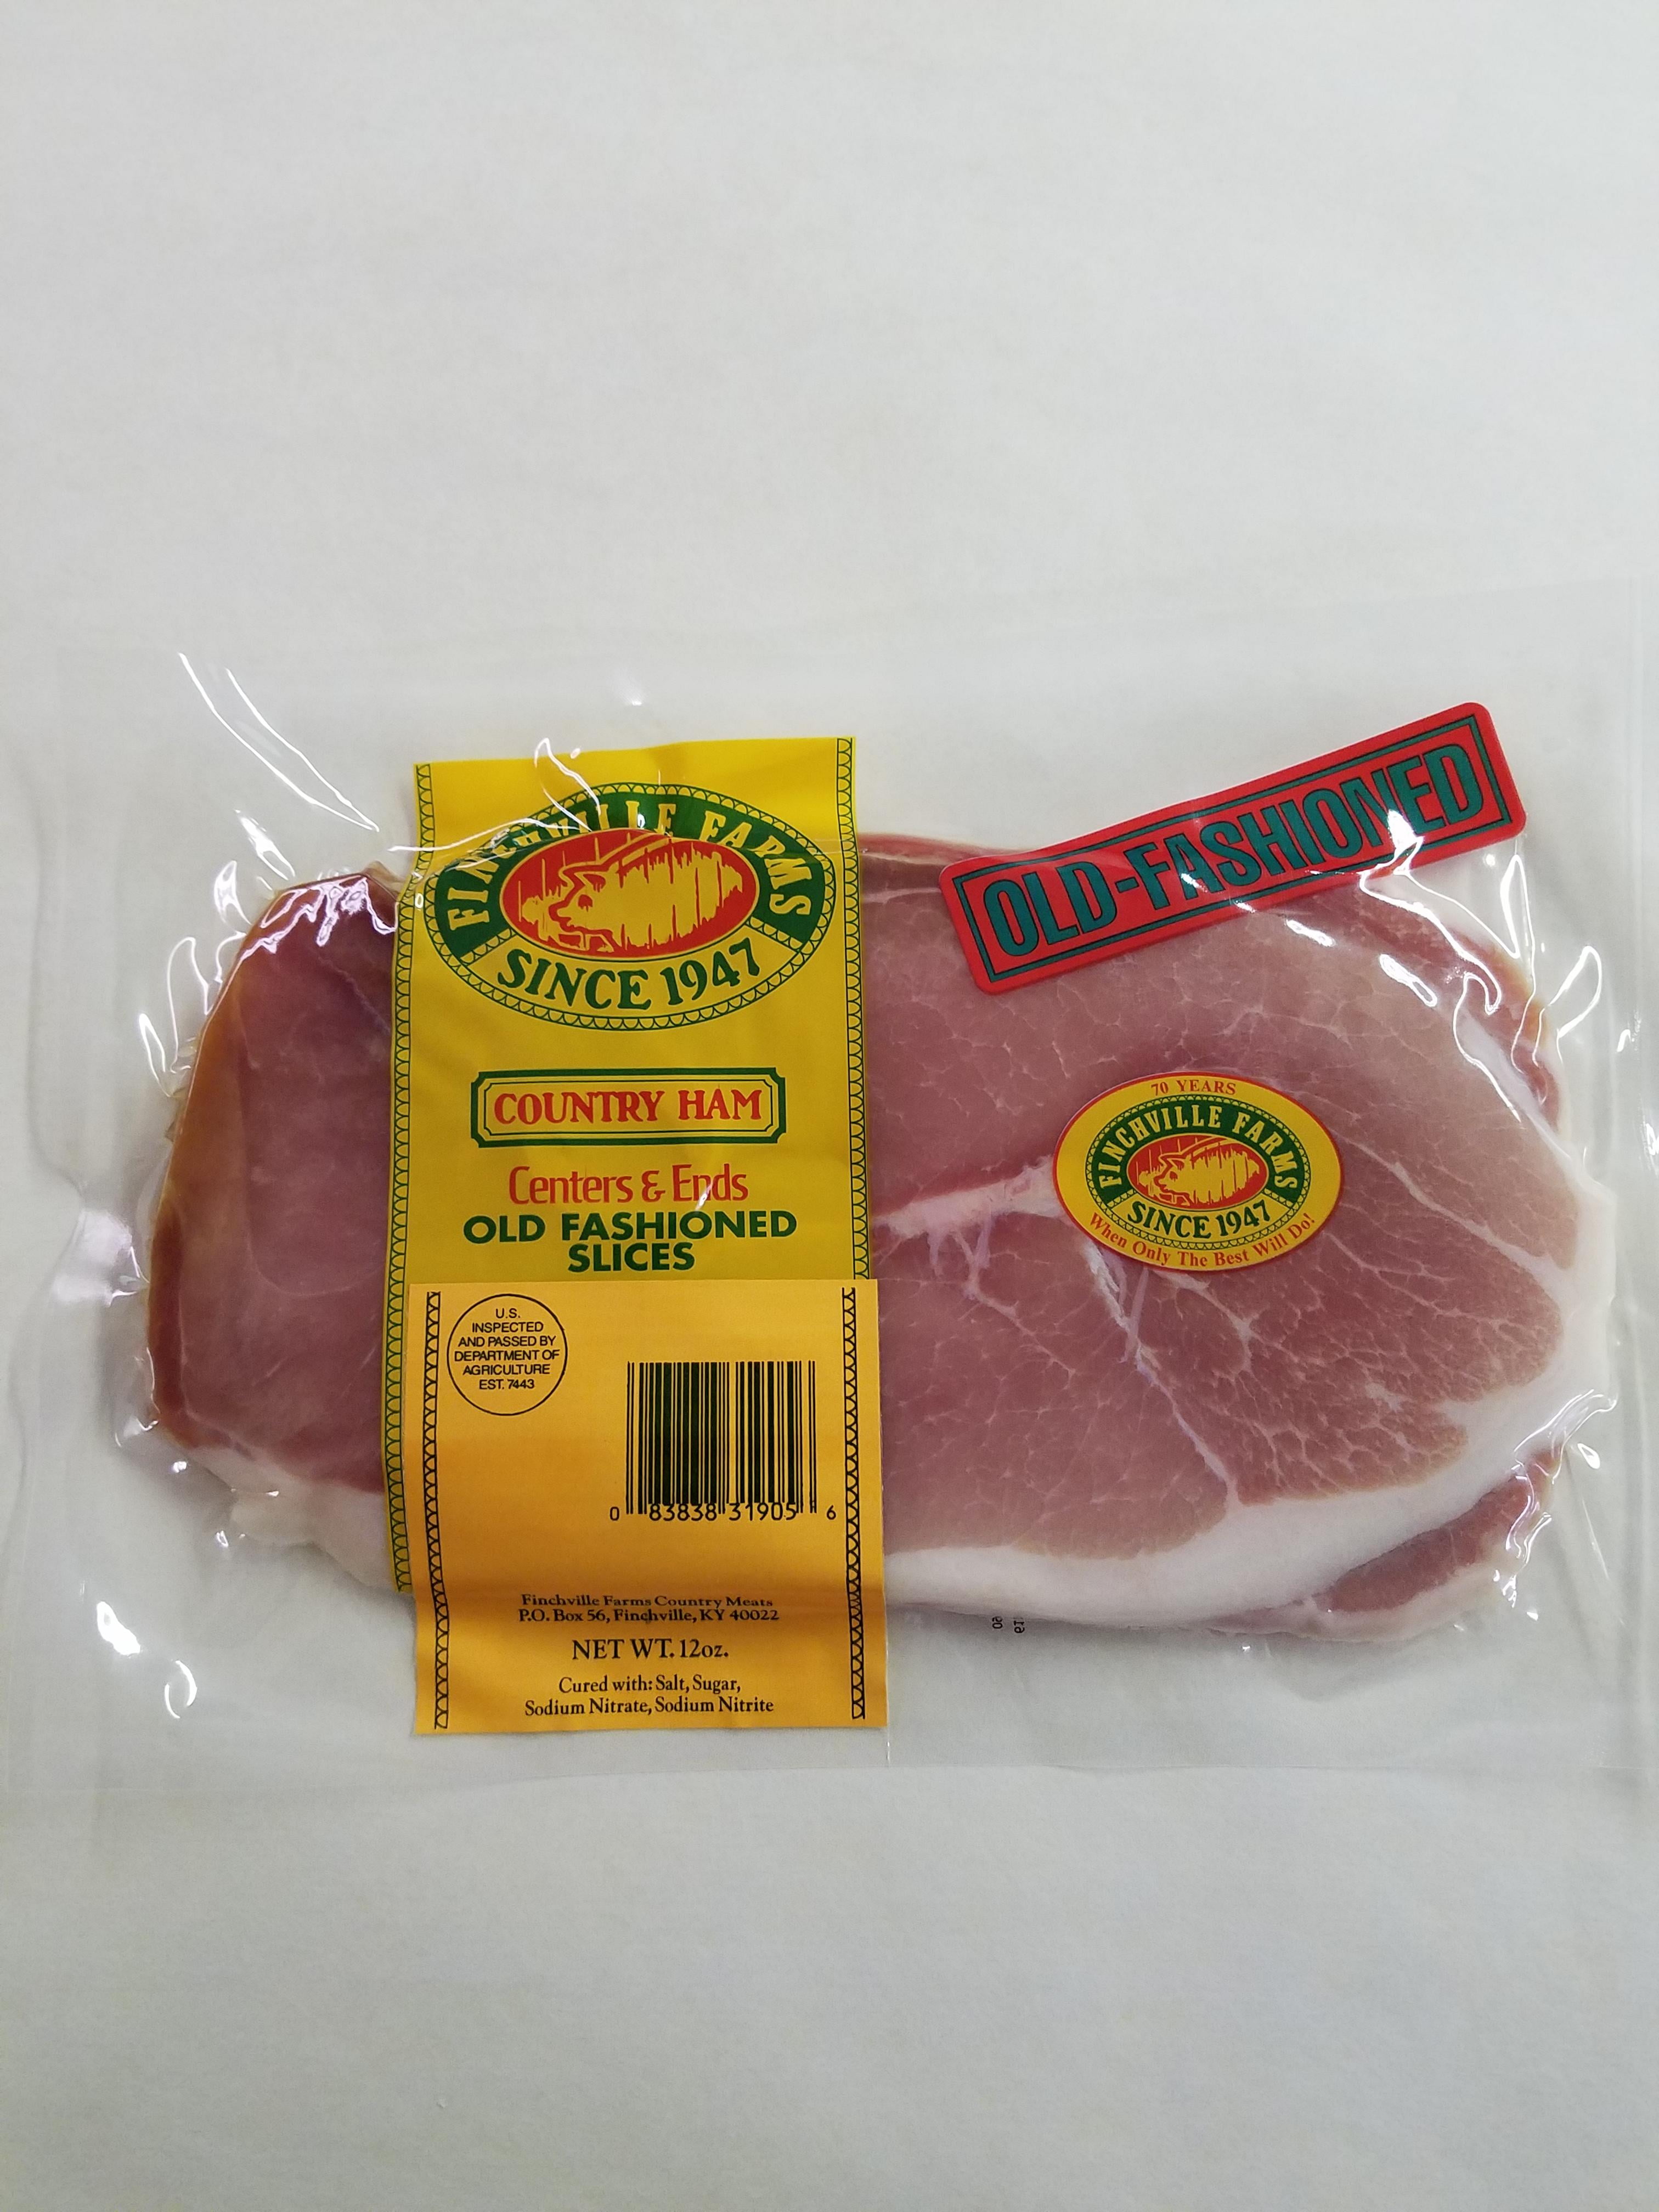 FINCHVILLE FARMS
SINCE 1947
COUNTRY HAM
Centers & Ends
OLD FASHIONED
SLICES
U.S.
INSPECTED
AND PASSED BY
DEPARTMENT OF
AGRICULTURE
EST. 7443
0 83838 31905 6
Finchville Farms Country Meats
P.O. Box 56, Finchville, KY 40022
NET WT. 12oz.
Cured with: Salt, Sugar,
Sodium Nitrate, Sodium Nitrite
OLD-FASHIONED
70 YEARS
FINCHVILLE FARMS
SINCE 1947
When Only The Best Will Do!